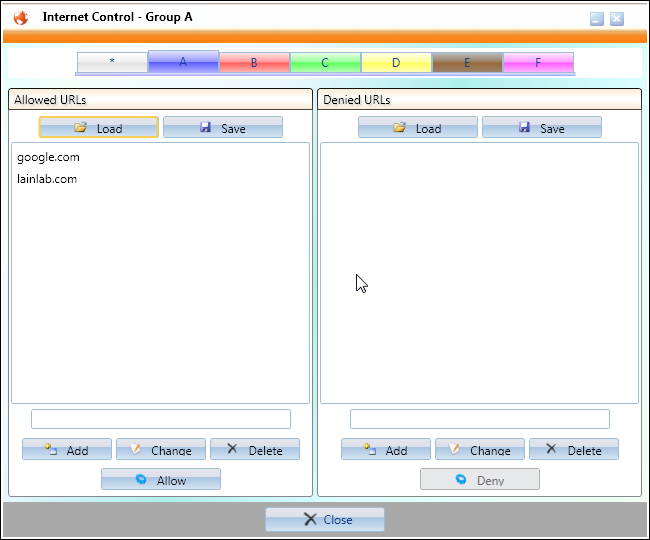 Internet Control - Group A
* A B C D E F
Allowed URLs Denied URLs
Load Save Load Save
google.com
lainlab.com
Add Change Delete Add Change Delete
Allow Deny
Close